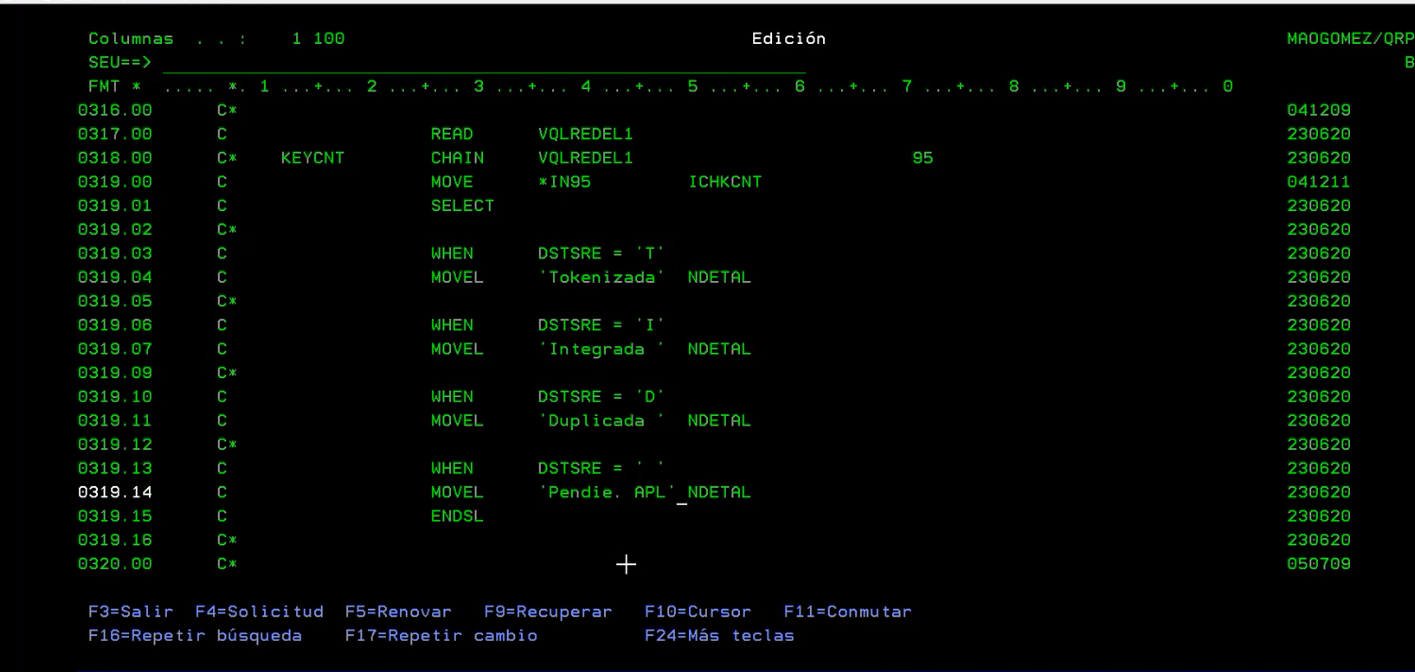 Columnas . . : 1 100 Edición MAOGOMEZ/QRP
SEU==> B
FMT * ..... *. 1 ...+... 2 ...+... 3 ...+... 4 ...+... 5 ...+... 6 ...+... 7 ...+... 8 ...+... 9 ...+... 0
0316.00 C* 041209
0317.00 C READ VQLREDEL1 230620
0318.00 C* KEYCNT CHAIN VQLREDEL1 95 230620
0319.00 C MOVE *IN95 ICHKCNT 041211
0319.01 C SELECT 230620
0319.02 C* 230620
0319.03 C WHEN DSTSRE = 'T' 230620
0319.04 C MOVEL 'Tokenizada' NDETAL 230620
0319.05 C* 230620
0319.06 C WHEN DSTSRE = 'I' 230620
0319.07 C MOVEL 'Integrada ' NDETAL 230620
0319.09 C* 230620
0319.10 C WHEN DSTSRE = 'D' 230620
0319.11 C MOVEL 'Duplicada ' NDETAL 230620
0319.12 C* 230620
0319.13 C WHEN DSTSRE = ' ' 230620
0319.14 C MOVEL 'Pendie. APL'_NDETAL 230620
0319.15 C ENDSL 230620
0319.16 C* 230620
0320.00 C* 050709
F3=Salir F4=Solicitud F5=Renovar F9=Recuperar F10=Cursor F11=Conmutar
F16=Repetir búsqueda F17=Repetir cambio F24=Más teclas